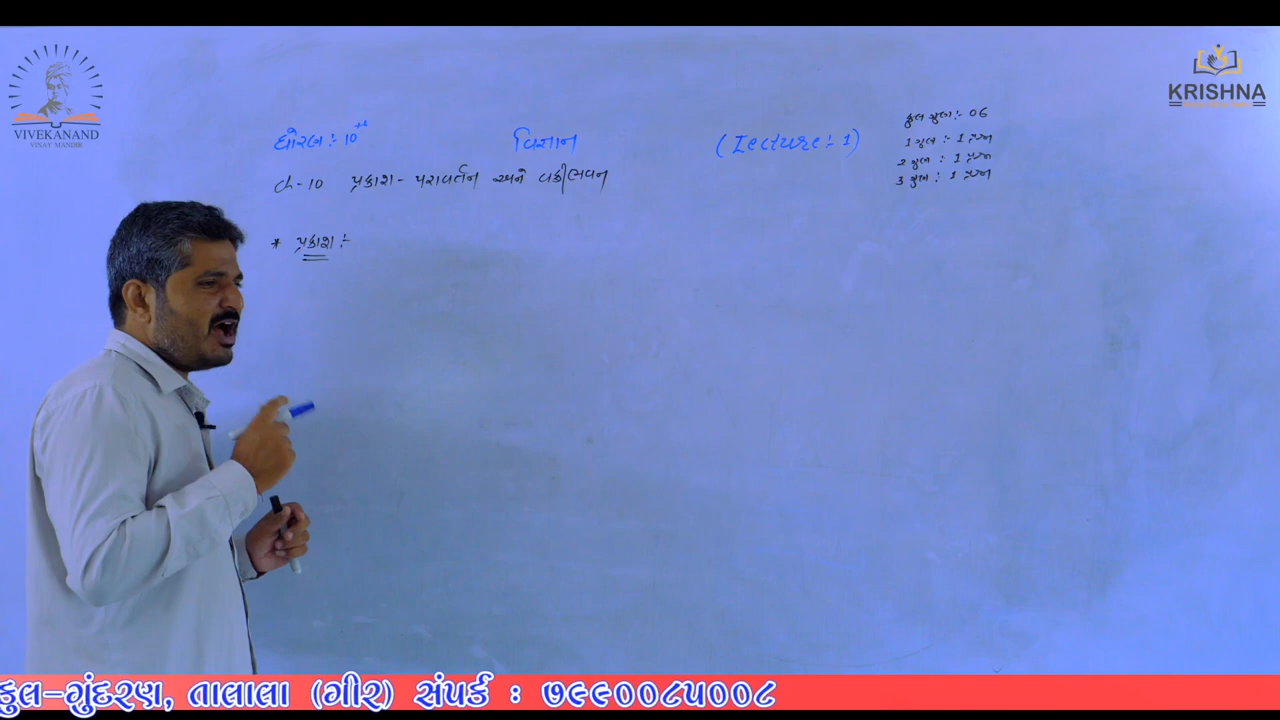 VIVEKANAND
VINAY MANDIR
KRISHNA
ધોરણ :- 10
વિજ્ઞાન
(Lecture :- 1)
કુલ ગુણ :- 06
1 ગુણ : 1 પ્રશ્ન
2 ગુણ : 1 પ્રશ્ન
3 ગુણ : 1 પ્રશ્ન
ch - 10 પ્રકાશ - પરાવર્તન અને વક્રીભવન
* પ્રકાશ :-
કુલ-ગુંદરણ, તાલાલા (ગીર) સંપર્ક : ૭૯૯૦૦૮૫૦૦૮